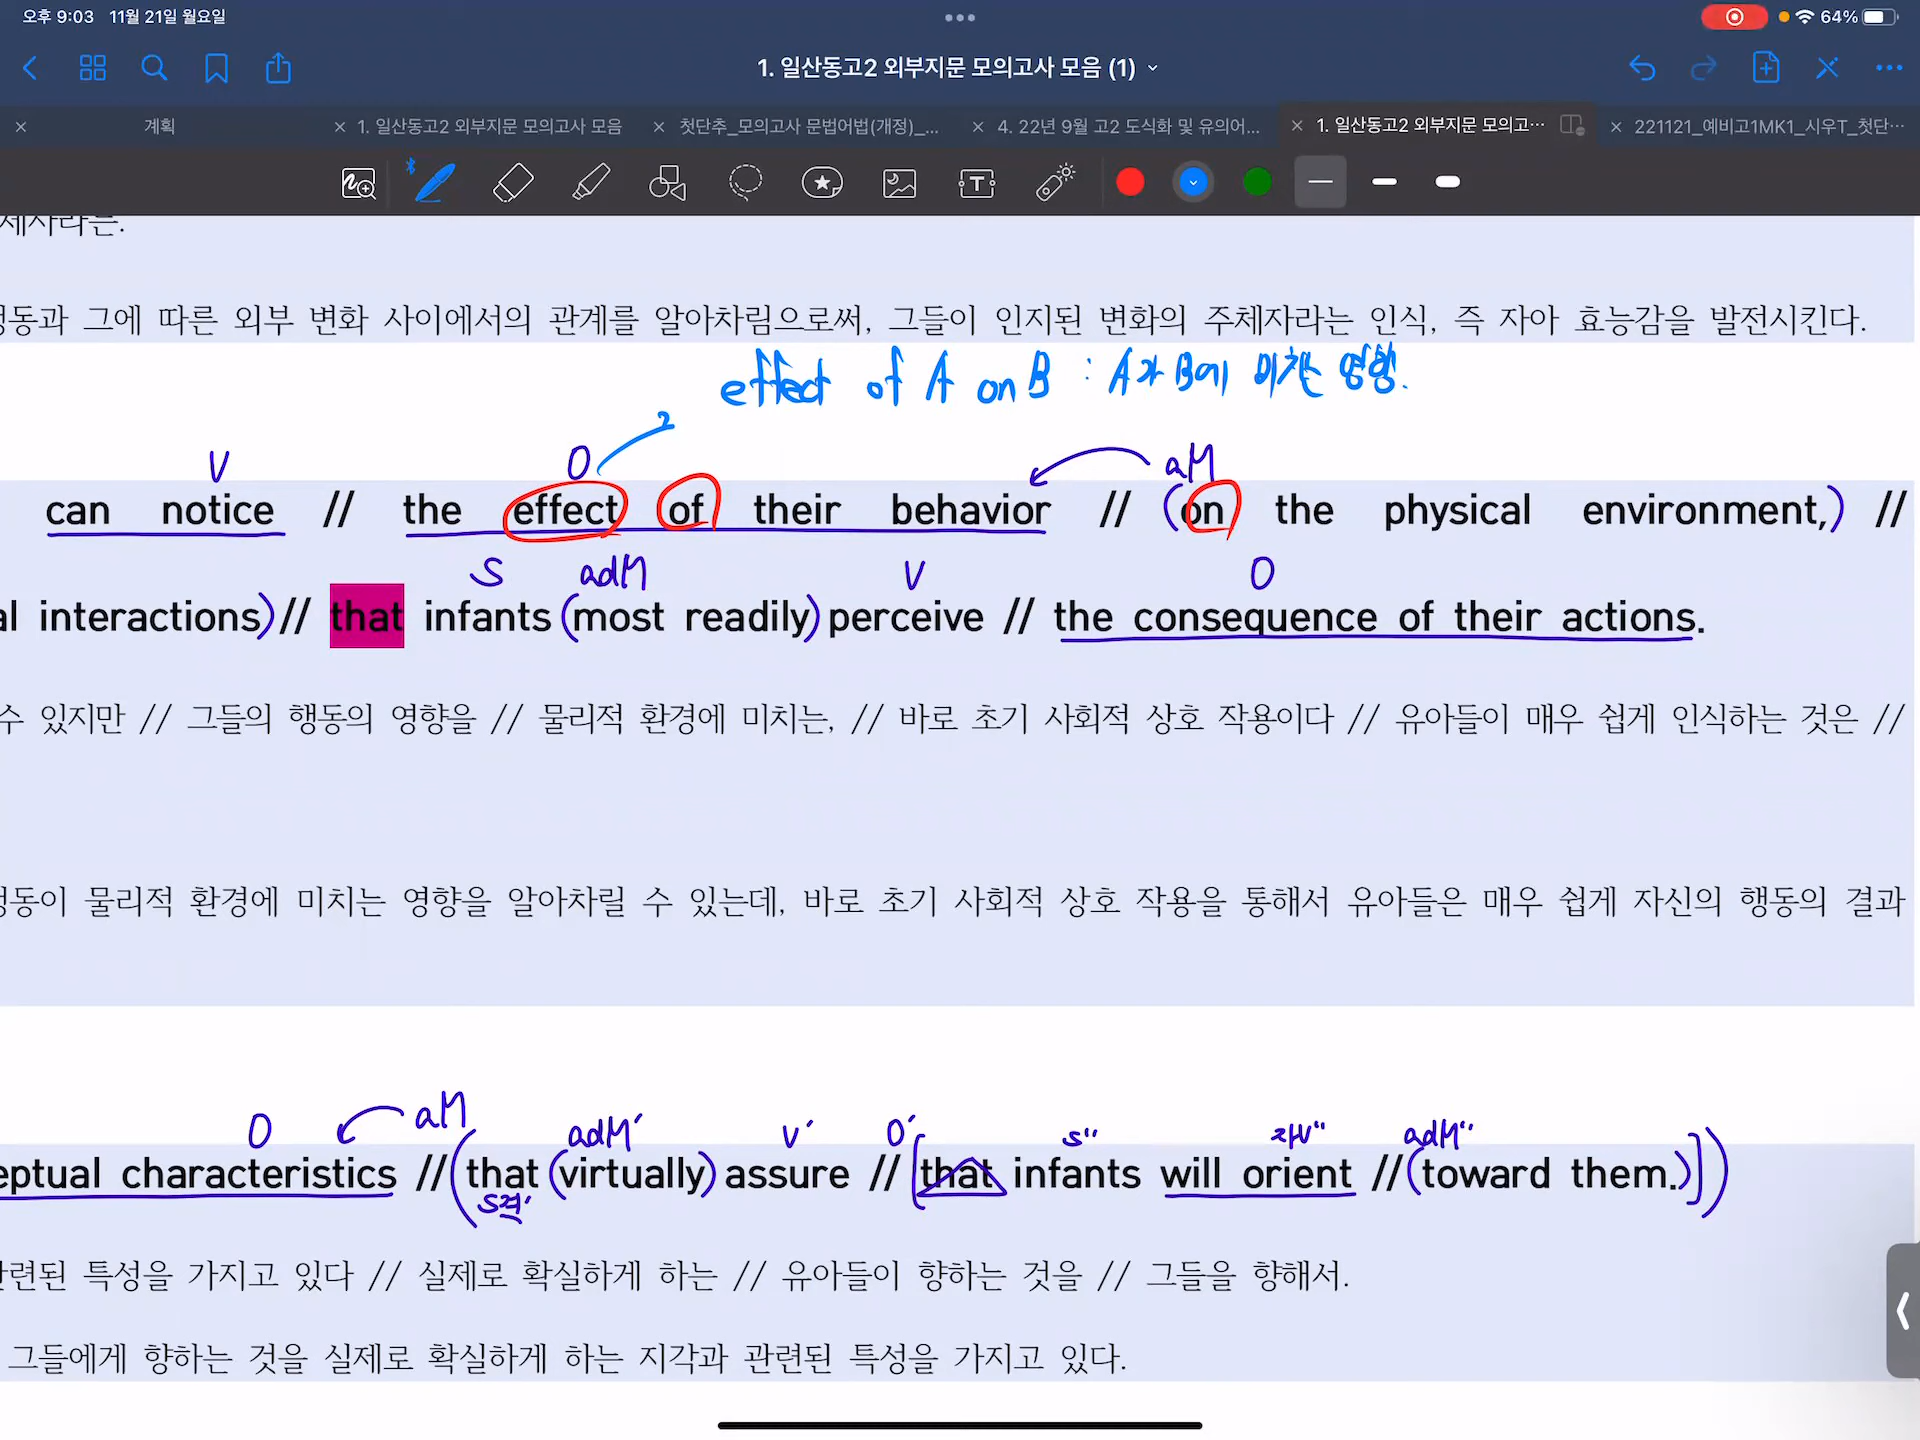 오후 9:03 11월 21일 월요일
64%
1. 일산동고2 외부지문 모의고사 모음 (1)
계획
1. 일산동고2 외부지문 모의고사 모음
첫단추_모의고사 문법어법(개정)_...
4. 22년 9월 고2 도식화 및 유의어...
1. 일산동고2 외부지문 모의고...
221121_예비고1MK1_시우T_첫단...
체자라는.
행동과 그에 따른 외부 변화 사이에서의 관계를 알아차림으로써, 그들이 인지된 변화의 주체자라는 인식, 즉 자아 효능감을 발전시킨다.
effect of A on B : A가 B에 미치는 영향.
V O aM
can notice // the effect of their behavior // (on the physical environment,) //
S adM V O
al interactions) // that infants (most readily) perceive // the consequence of their actions.
수 있지만 // 그들의 행동의 영향을 // 물리적 환경에 미치는, // 바로 초기 사회적 상호 작용이다 // 유아들이 매우 쉽게 인식하는 것은 //
행동이 물리적 환경에 미치는 영향을 알아차릴 수 있는데, 바로 초기 사회적 상호 작용을 통해서 유아들은 매우 쉽게 자신의 행동의 결과
O aM adM' V' O' S" adM"
eptual characteristics // (that (virtually) assure // [that infants will orient // (toward them.)])
관련된 특성을 가지고 있다 // 실제로 확실하게 하는 // 유아들이 향하는 것을 // 그들을 향해서.
그들에게 향하는 것을 실제로 확실하게 하는 지각과 관련된 특성을 가지고 있다.